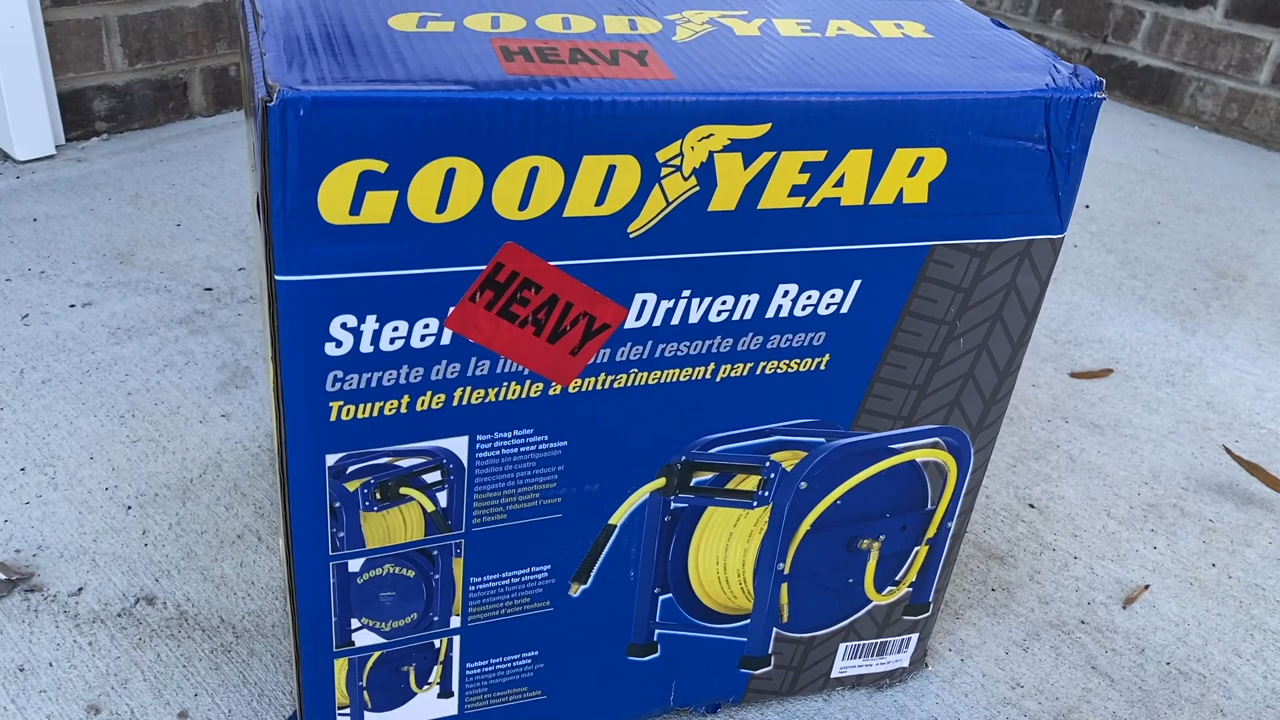 GOODYEAR
HEAVY
GOODYEAR
HEAVY
Steel Driven Reel
Carrete de la del resorte de acero
Touret de flexible à entraînement par ressort
Non-Snag Roller
Four direction rollers
reduce hose wear abrasion
Rodillo sin amortiguación
Rodillos de cuatro
direcciones para reducir el
desgaste de la manguera
Rouleau non amortisseur
Roueau dans quatre
direction, réduisant l'usure
de flexible
GOODYEAR
GOODYEAR
The steel-stamped flange
is reinforced for strength
Reforzar la fuerza del acero
que estampa el reborde
Résistance de bride
ponçonné d'acier renforcé
Rubber feet cover make
hose reel more stable
La manga de goma del pie
hace la manguera más
estable
Capot en caoutchouc
rendant touret plus stable